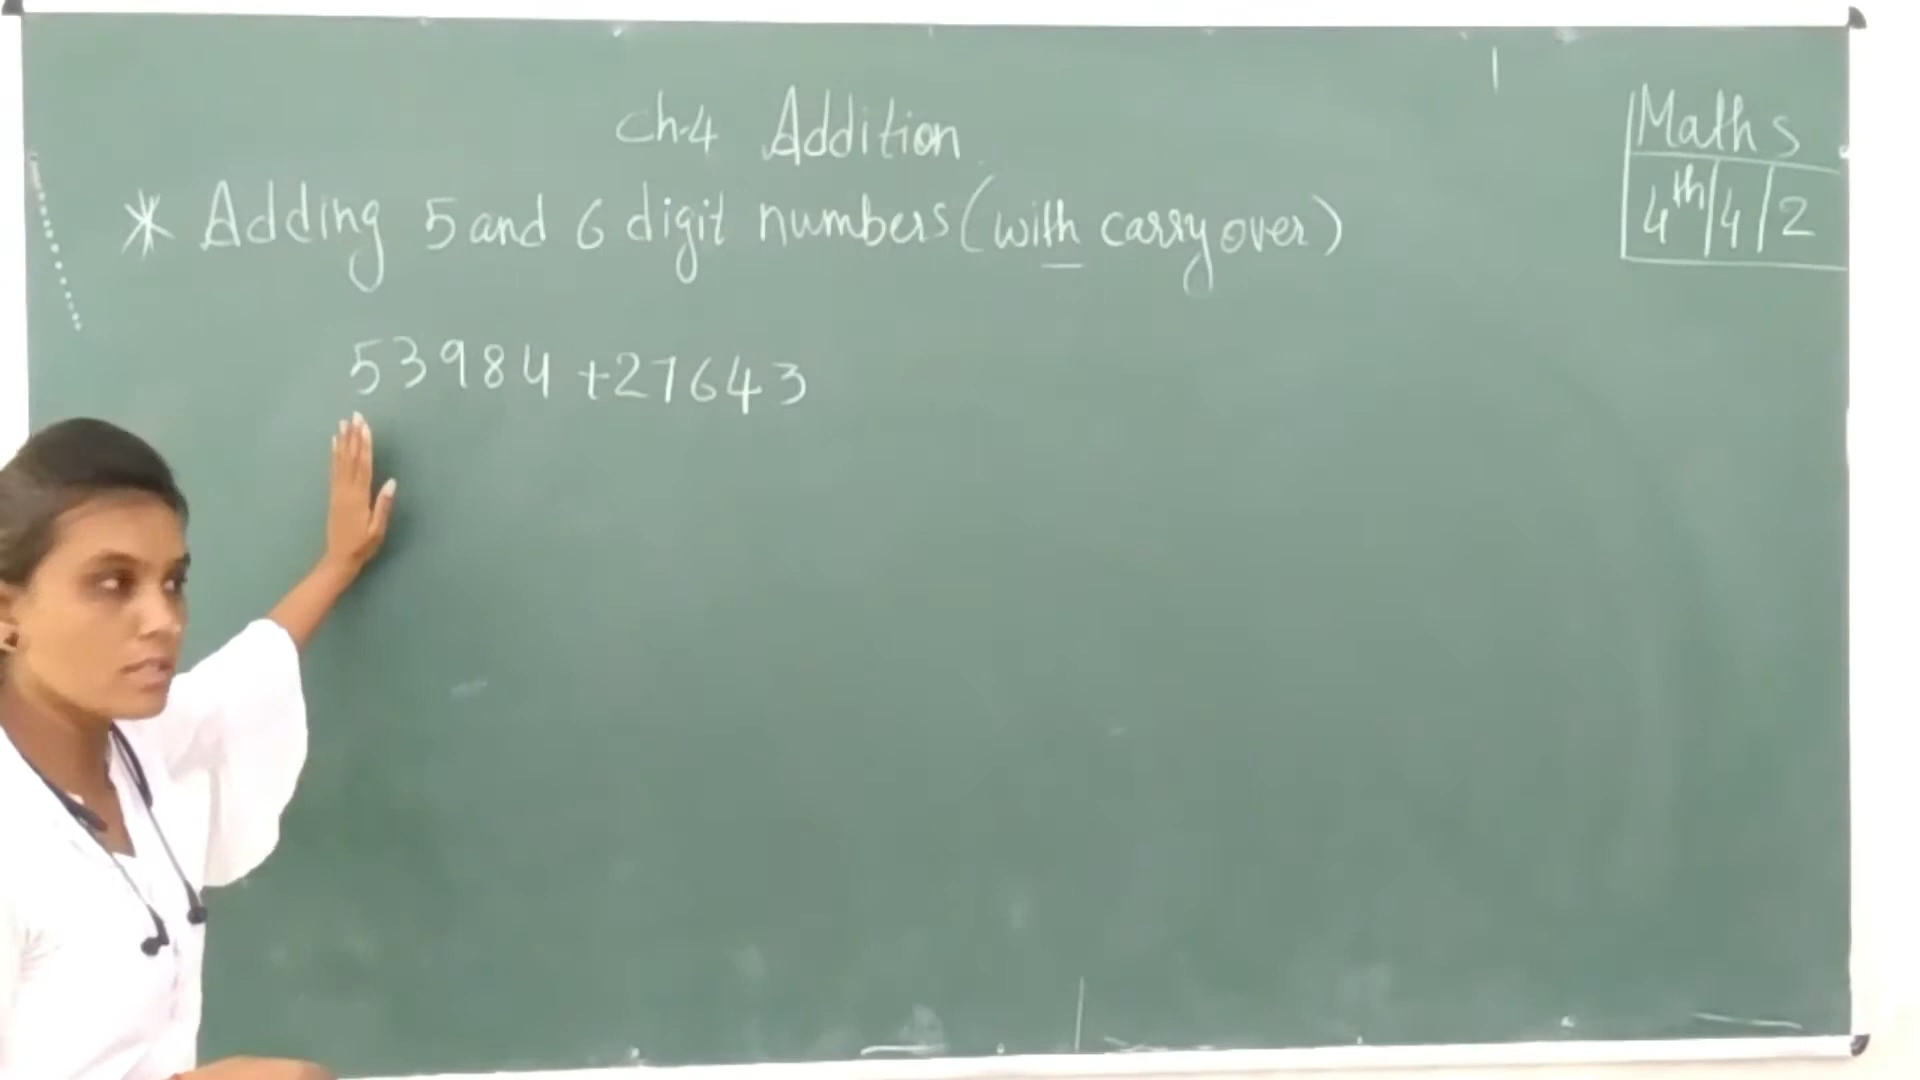 Ch-4 Addition
Maths
4th/4/2
* Adding 5 and 6 digit numbers (with carry over)
53984 +27643